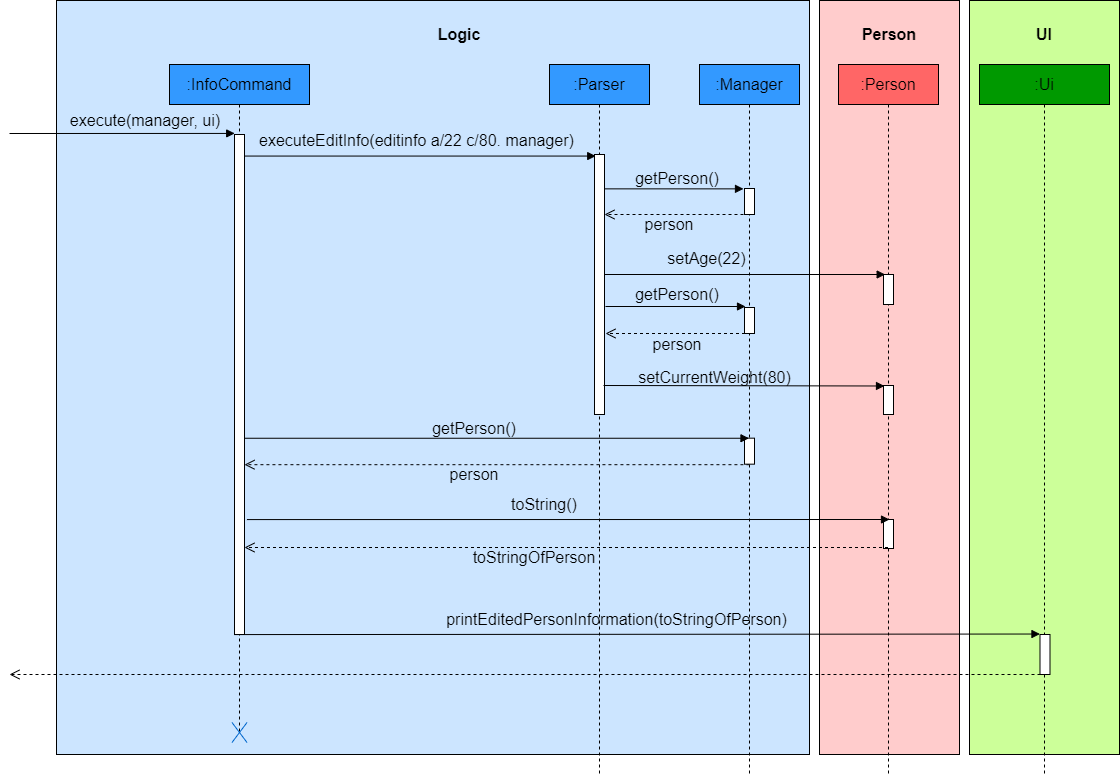 Logic
Person
UI
:InfoCommand
:Parser
:Manager
:Person
:Ui
execute(manager, ui)
executeEditInfo(editinfo a/22 c/80. manager)
getPerson()
person
setAge(22)
getPerson()
person
setCurrentWeight(80)
getPerson()
person
toString()
toStringOfPerson
printEditedPersonInformation(toStringOfPerson)